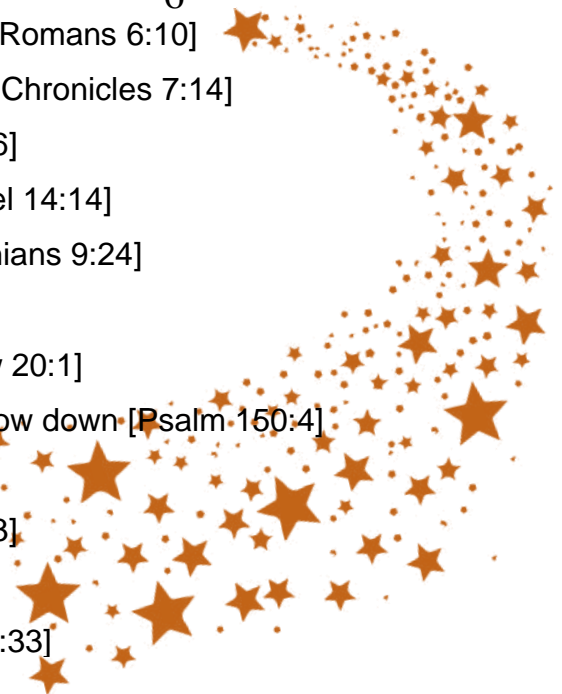 Romans 6:10]
Chronicles 7:14]
6]
el 14:14]
nians 9:24]
20:1]
ow down [Psalm 150:4]
3]
:33]